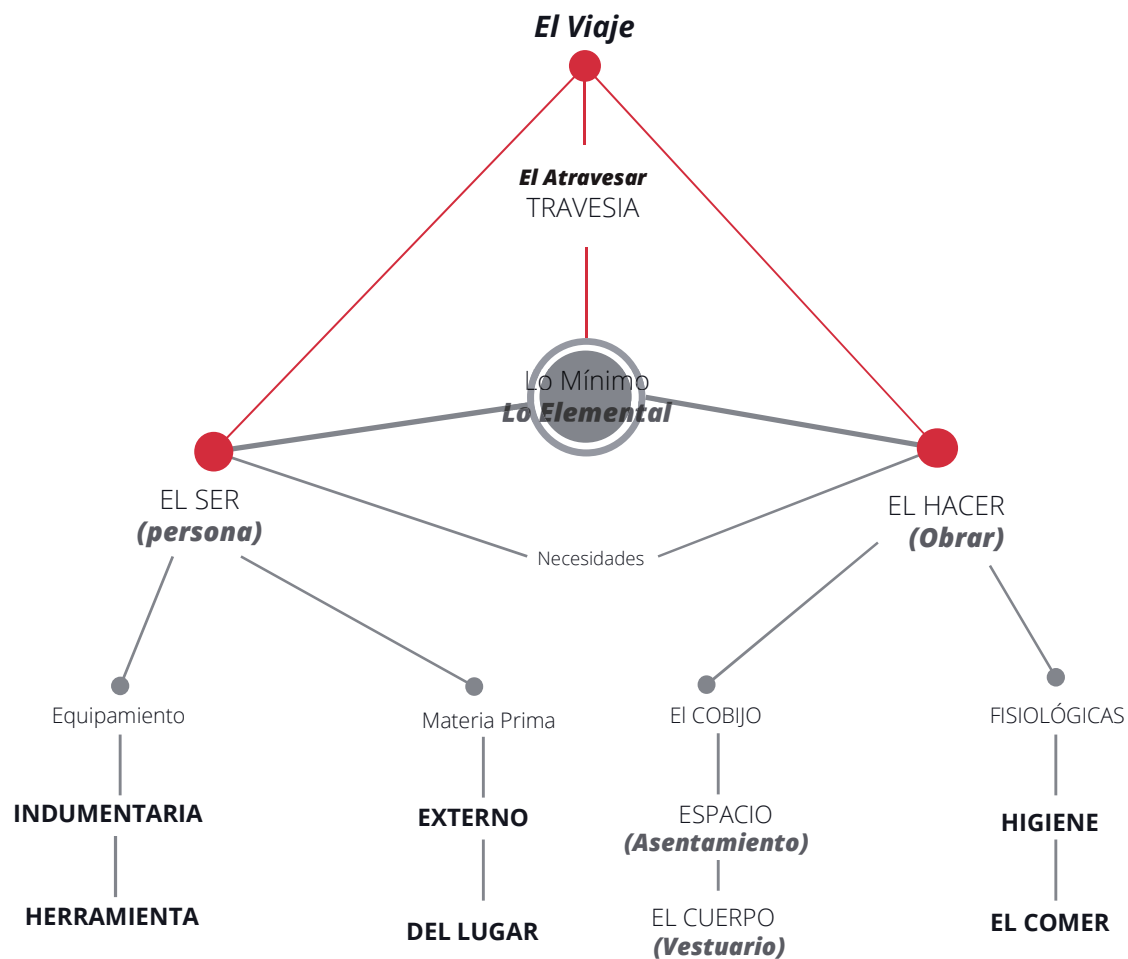 El Viaje
El Atravesar
TRAVESIA
Lo Mínimo
Lo Elemental
EL SER
(persona)
EL HACER
(Obrar)
Necesidades
Equipamiento
Materia Prima
El COBIJO
FISIOLÓGICAS
INDUMENTARIA
EXTERNO
ESPACIO
(Asentamiento)
HIGIENE
HERRAMIENTA
DEL LUGAR
EL CUERPO
(Vestuario)
EL COMER